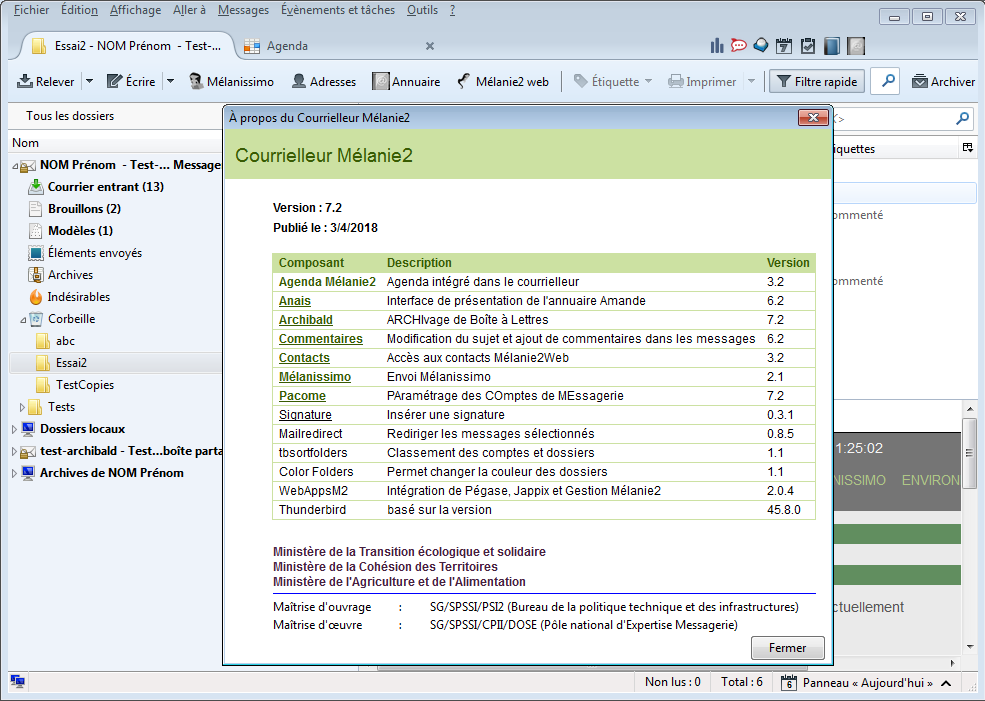 Fichier Édition Affichage Aller à Messages Évènements et tâches Outils ?
Essai2 - NOM Prénom - Test-... Agenda
Relever Écrire Mélanissimo Adresses Annuaire Mélanie2 web Étiquette Imprimer Filtre rapide Archiver
Tous les dossiers
Nom
NOM Prénom - Test-... Message
Courrier entrant (13)
Brouillons (2)
Modèles (1)
Éléments envoyés
Archives
Indésirables
Corbeille
abc
Essai2
TestCopies
Tests
Dossiers locaux
test-archibald - Test...boîte parta
Archives de NOM Prénom
À propos du Courrielleur Mélanie2
Courrielleur Mélanie2
Version : 7.2
Publié le : 3/4/2018
Composant Description Version
Agenda Mélanie2 Agenda intégré dans le courrielleur 3.2
Anais Interface de présentation de l'annuaire Amande 6.2
Archibald ARCHIvage de Boîte à Lettres 7.2
Commentaires Modification du sujet et ajout de commentaires dans les messages 6.2
Contacts Accès aux contacts Mélanie2Web 3.2
Mélanissimo Envoi Mélanissimo 2.1
Pacome PAramétrage des COmptes de MEssagerie 7.2
Signature Insérer une signature 0.3.1
Mailredirect Rediriger les messages sélectionnés 0.8.5
tbsortfolders Classement des comptes et dossiers 1.1
Color Folders Permet changer la couleur des dossiers 1.1
WebAppsM2 Intégration de Pégase, Jappix et Gestion Mélanie2 2.0.4
Thunderbird basé sur la version 45.8.0
Ministère de la Transition écologique et solidaire
Ministère de la Cohésion des Territoires
Ministère de l'Agriculture et de l'Alimentation
Maîtrise d'ouvrage : SG/SPSSI/PSI2 (Bureau de la politique technique et des infrastructures)
Maîtrise d'œuvre : SG/SPSSI/CPII/DOSE (Pôle national d'Expertise Messagerie)
Fermer
iquettes
ommenté
ommenté
1:25:02
NISSIMO ENVIRON
ctuellement
Non lus : 0 Total : 6 6 Panneau « Aujourd'hui »